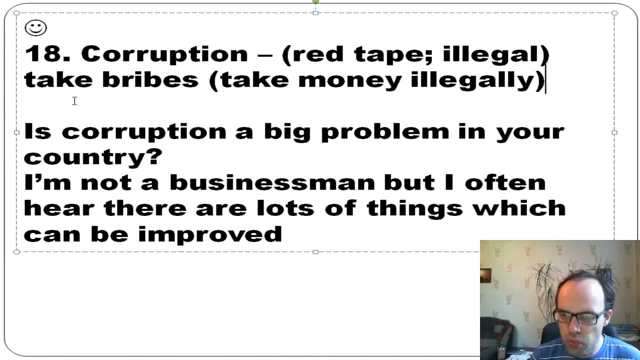 18. Corruption – (red tape; illegal)
take bribes (take money illegally)
Is corruption a big problem in your
country?
I'm not a businessman but I often
hear there are lots of things which
can be improved